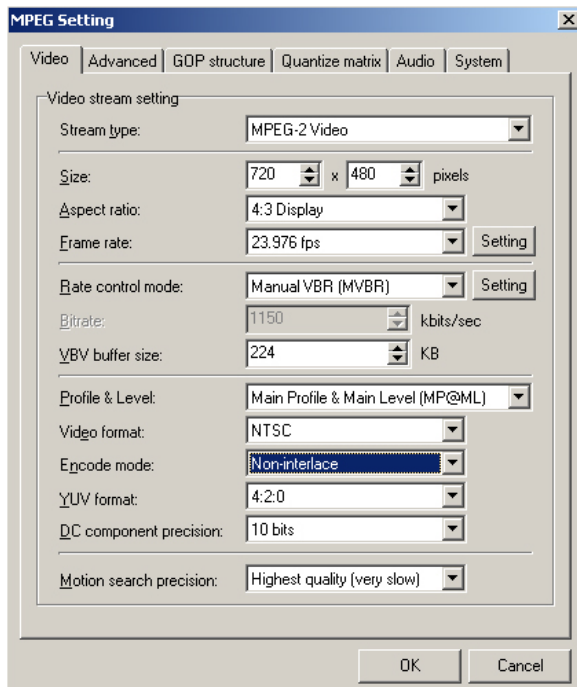 MPEG Setting
Video Advanced GOP structure Quantize matrix Audio System
Video stream setting
Stream type: MPEG-2 Video
Size: 720 x 480 pixels
Aspect ratio: 4:3 Display
Frame rate: 23.976 fps Setting
Rate control mode: Manual VBR (MVBR) Setting
Bitrate: 1150 kbits/sec
VBV buffer size: 224 KB
Profile & Level: Main Profile & Main Level (MP@ML)
Video format: NTSC
Encode mode: Non-interlace
YUV format: 4:2:0
DC component precision: 10 bits
Motion search precision: Highest quality (very slow)
OK Cancel